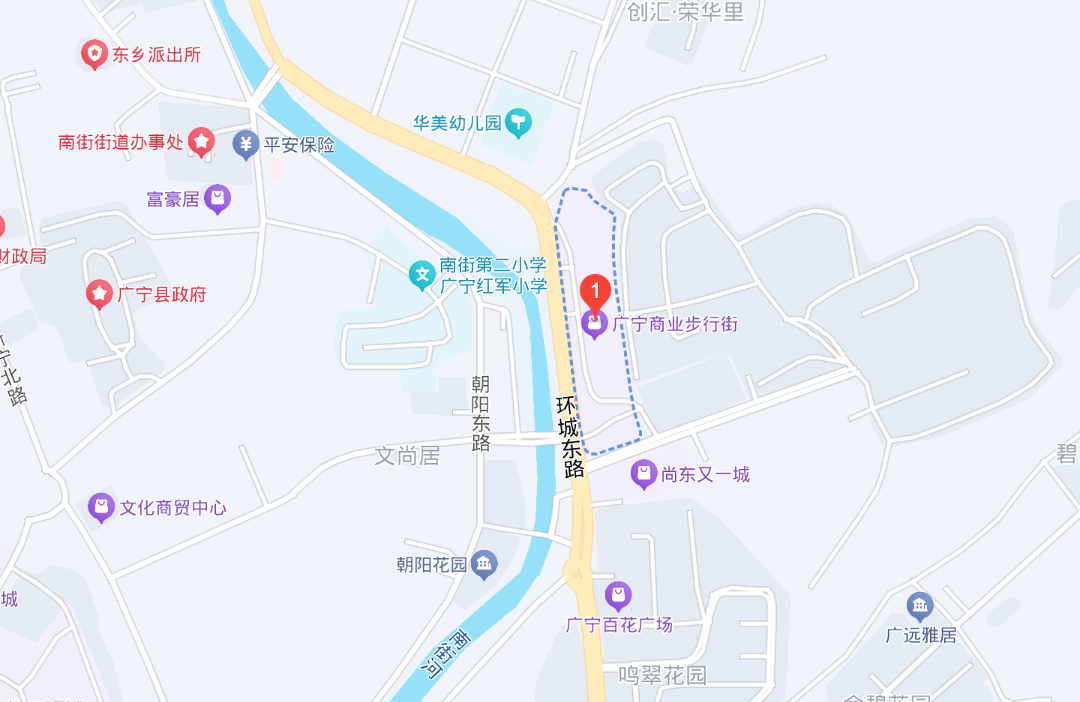 创汇·荣华里
东乡派出所
华美幼儿园
南街街道办事处
平安保险
富豪居
财政局
南街第二小学
广宁红军小学
广宁县政府
1
广宁商业步行街
宁北路
朝阳东路
环城东路
文尚居
碧
尚东又一城
文化商贸中心
朝阳花园
城
广宁百花广场
广远雅居
南街河
鸣翠花园